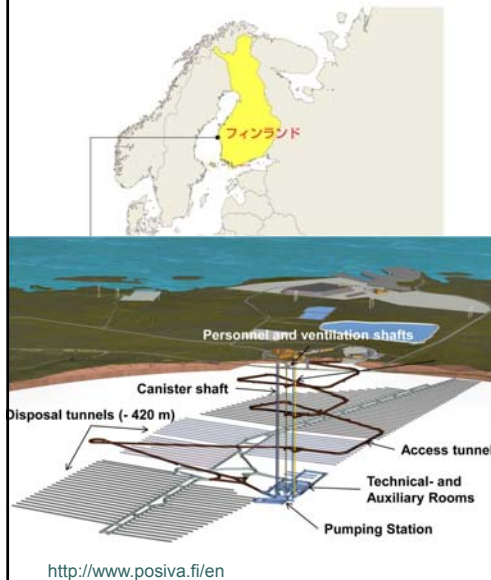 フィンランド
Personnel and ventilation shafts
Canister shaft
Disposal tunnels (- 420 m)
Access tunnel
Technical- and
Auxiliary Rooms
Pumping Station
http://www.posiva.fi/en